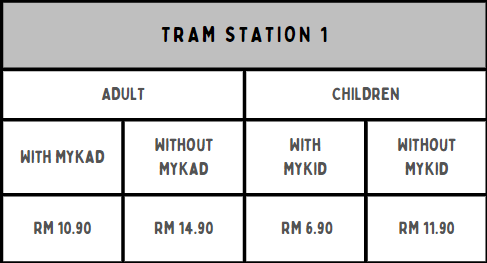 TRAM STATION 1
ADULT CHILDREN
WITH MYKAD
WITHOUT
MYKAD
WITH
MYKID
WITHOUT
MYKID
RM 10.90 RM 14.90 RM 6.90 RM 11.90